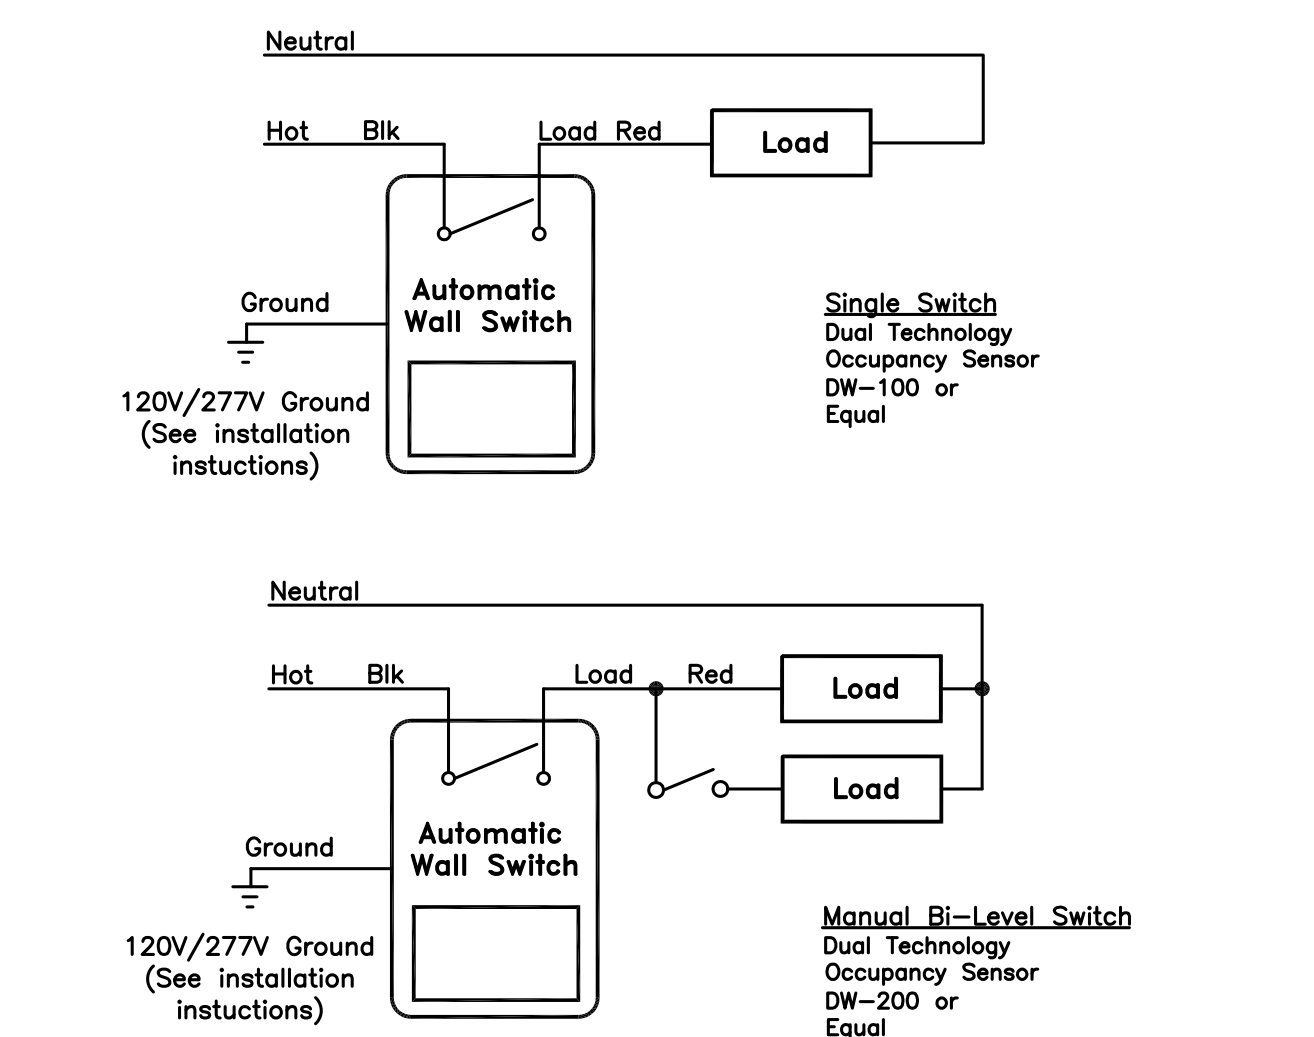 Neutral
Hot Blk Load Red Load
Automatic
Wall Switch
Ground
120V/277V Ground
(See installation
instuctions)
Single Switch
Dual Technology
Occupancy Sensor
DW-100 or
Equal
Neutral
Hot Blk Load Red Load
Load
Automatic
Wall Switch
Ground
120V/277V Ground
(See installation
instuctions)
Manual Bi-Level Switch
Dual Technology
Occupancy Sensor
DW-200 or
Equal